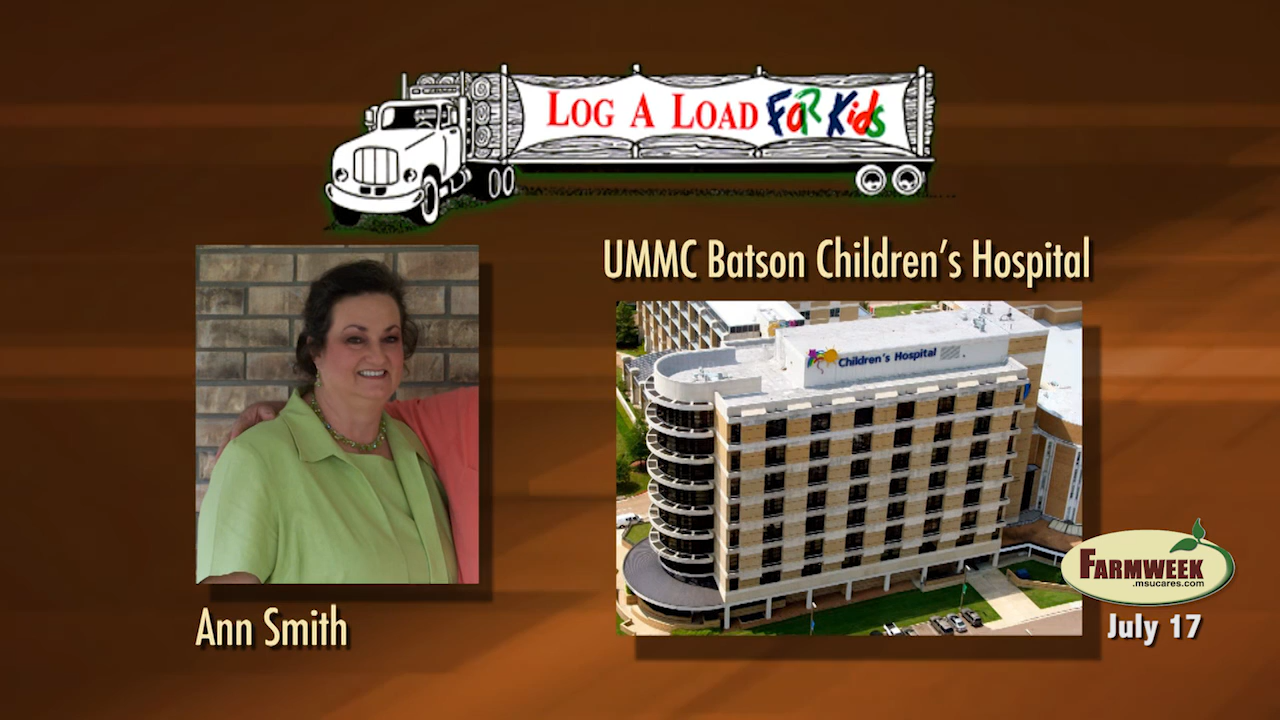 LOG A LOAD FOR KidS
UMMC Batson Children's Hospital
Children's Hospital
Ann Smith
FARMWEEK
.msucares.com
July 17